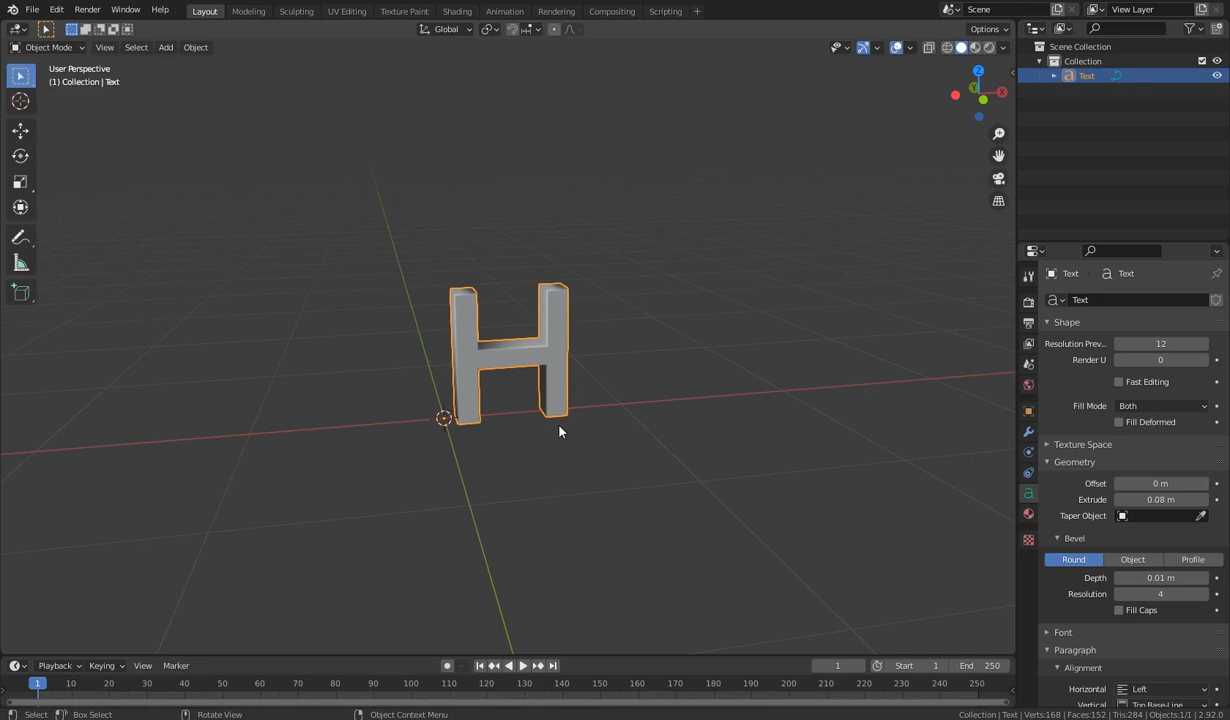 File Edit Render Window Help Layout Modeling Sculpting UV Editing Texture Paint Shading Animation Rendering Compositing Scripting + Scene View Layer
Global Options
Object Mode View Select Add Object
User Perspective
(1) Collection | Text
Z
Y
X
H
Scene Collection
Collection
Text
Text Text
Text
Shape
Resolution Prev... 12
Render U 0
Fast Editing
Fill Mode Both
Fill Deformed
Texture Space
Geometry
Offset 0 m
Extrude 0.08 m
Taper Object
Bevel
Round Object Profile
Depth 0.01 m
Resolution 4
Fill Caps
Font
Paragraph
Alignment
Horizontal Left
Vertical Top Base-Line
Playback Keying View Marker 1 Start 1 End 250
1 10 20 30 40 50 60 70 80 90 100 110 120 130 140 150 160 170 180 190 200 210 220 230 240 250
Select Box Select Rotate View Object Context Menu Collection | Text | Verts:168 | Faces:152 | Tris:284 | Objects:1/1 | 2.92.0